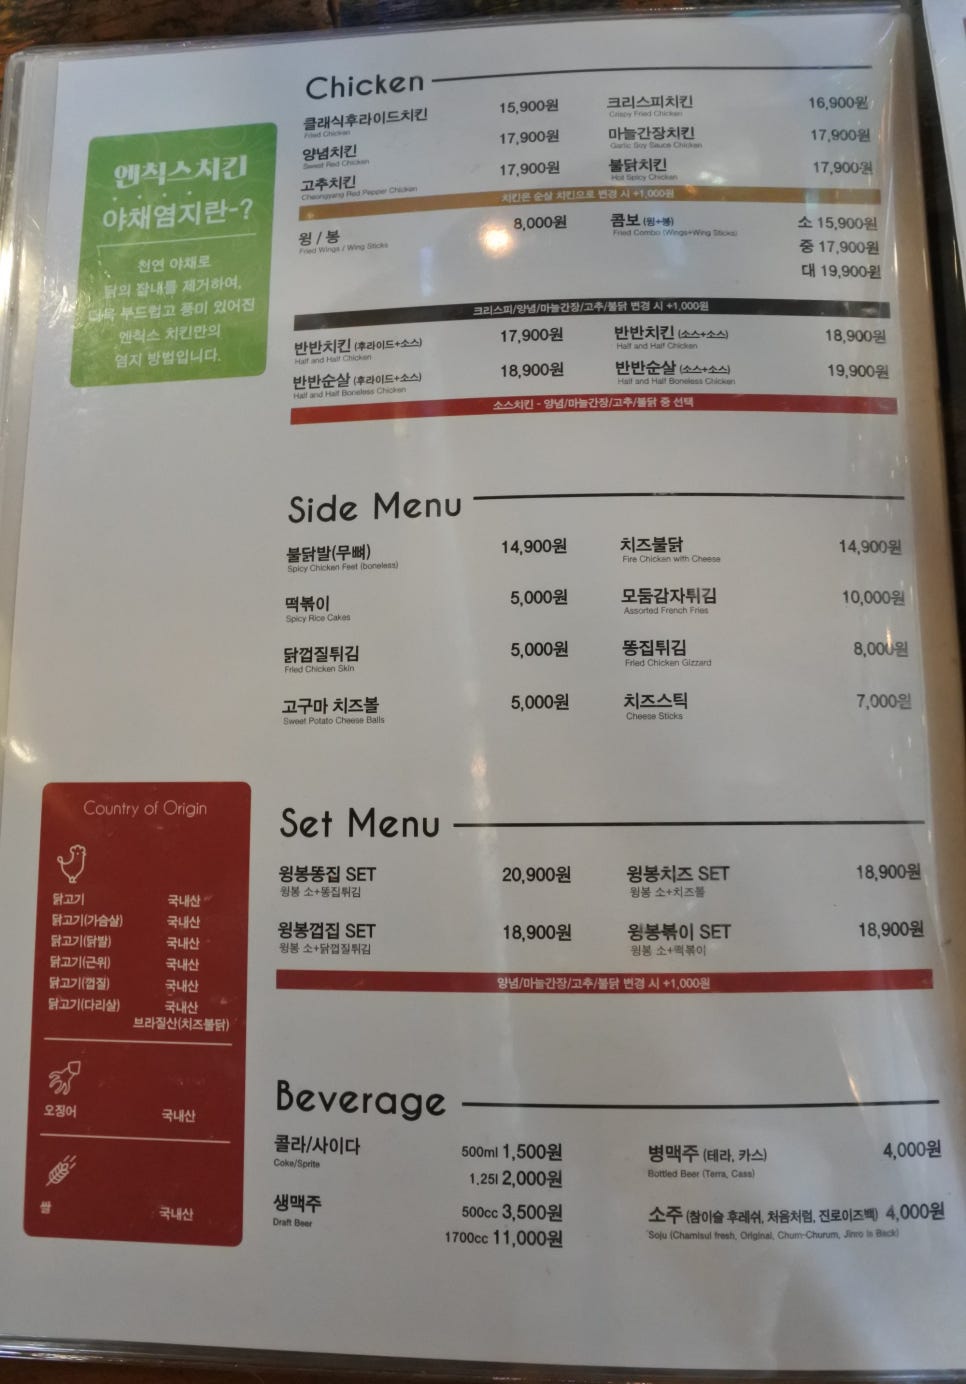 엔칙스치킨
야채염지란-?
천연 야채로
닭의 잡내를 제거하여,
더욱 부드럽고 풍미 있어진
엔칙스 치킨만의
염지 방법입니다.
Chicken
클래식후라이드치킨 15,900원
Fried Chicken
크리스피치킨 16,900원
Crispy Fried Chicken
양념치킨 17,900원
Sweet Red Chicken
마늘간장치킨 17,900원
Garlic Soy Sauce Chicken
고추치킨 17,900원
Cheongyang Red Pepper Chicken
불닭치킨 17,900원
Hot Spicy Chicken
치킨은 순살 치킨으로 변경 시 +1,000원
윙 / 봉 8,000원
Fried Wings / Wing Sticks
콤보 (윙+봉) 소 15,900원
Fried Combo (Wings+Wing Sticks)
중 17,900원
대 19,900원
크리스피/양념/마늘간장/고추/불닭 변경 시 +1,000원
반반치킨 (후라이드+소스) 17,900원
Half and Half Chicken
반반치킨 (소스+소스) 18,900원
Half and Half Chicken
반반순살 (후라이드+소스) 18,900원
Half and Half Boneless Chicken
반반순살 (소스+소스) 19,900원
Half and Half Boneless Chicken
소스치킨 - 양념/마늘간장/고추/불닭 중 선택
Side Menu
불닭발(무뼈) 14,900원
Spicy Chicken Feet (boneless)
치즈불닭 14,900원
Fire Chicken with Cheese
떡볶이 5,000원
Spicy Rice Cakes
모둠감자튀김 10,000원
Assorted French Fries
닭껍질튀김 5,000원
Fried Chicken Skin
똥집튀김 8,000원
Fried Chicken Gizzard
고구마 치즈볼 5,000원
Sweet Potato Cheese Balls
치즈스틱 7,000원
Cheese Sticks
Set Menu
윙봉똥집 SET 20,900원
윙봉 소+똥집튀김
윙봉치즈 SET 18,900원
윙봉 소+치즈볼
윙봉껍집 SET 18,900원
윙봉 소+닭껍질튀김
윙봉볶이 SET 18,900원
윙봉 소+떡볶이
양념/마늘간장/고추/불닭 변경 시 +1,000원
Country of Origin
닭고기 국내산
닭고기(가슴살) 국내산
닭고기(닭발) 국내산
닭고기(근위) 국내산
닭고기(껍질) 국내산
닭고기(다리살) 국내산
브라질산(치즈불닭)
오징어 국내산
쌀 국내산
Beverage
콜라/사이다 500ml 1,500원
Coke/Sprite
1.25l 2,000원
병맥주 (테라, 카스) 4,000원
Bottled Beer (Terra, Cass)
생맥주 500cc 3,500원
Draft Beer
1700cc 11,000원
소주 (참이슬 후레쉬, 처음처럼, 진로이즈백) 4,000원
Soju (Chamisul fresh, Original, Chum-Churum, Jinro is Back)